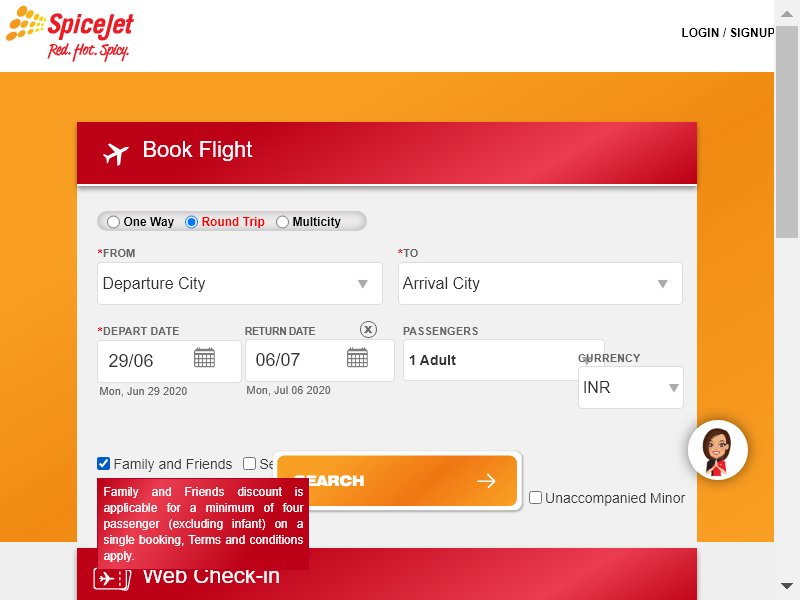 SpiceJet
Red. Hot. Spicy.
LOGIN / SIGNUP
Book Flight
One Way Round Trip Multicity
*FROM
*TO
Departure City
Arrival City
*DEPART DATE
RETURN DATE
PASSENGERS
29/06
06/07
1 Adult
CURRENCY
INR
Mon, Jun 29 2020
Mon, Jul 06 2020
Family and Friends
SEARCH
Unaccompanied Minor
Family and Friends discount is
applicable for a minimum of four
passenger (excluding infant) on a
single booking, Terms and conditions
apply.
Web Check-in